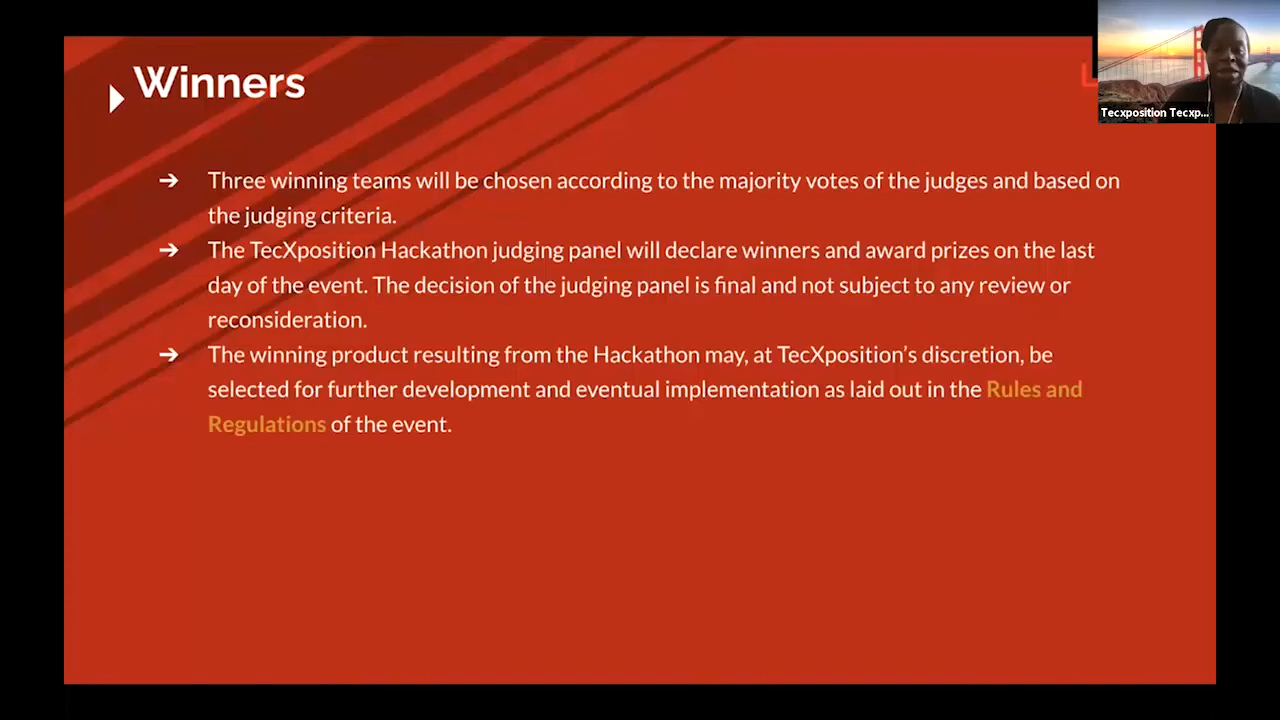 Winners
Tecxposition Tecxp...
➔ Three winning teams will be chosen according to the majority votes of the judges and based on
the judging criteria.
➔ The TecXposition Hackathon judging panel will declare winners and award prizes on the last
day of the event. The decision of the judging panel is final and not subject to any review or
reconsideration.
➔ The winning product resulting from the Hackathon may, at TecXposition’s discretion, be
selected for further development and eventual implementation as laid out in the Rules and
Regulations of the event.